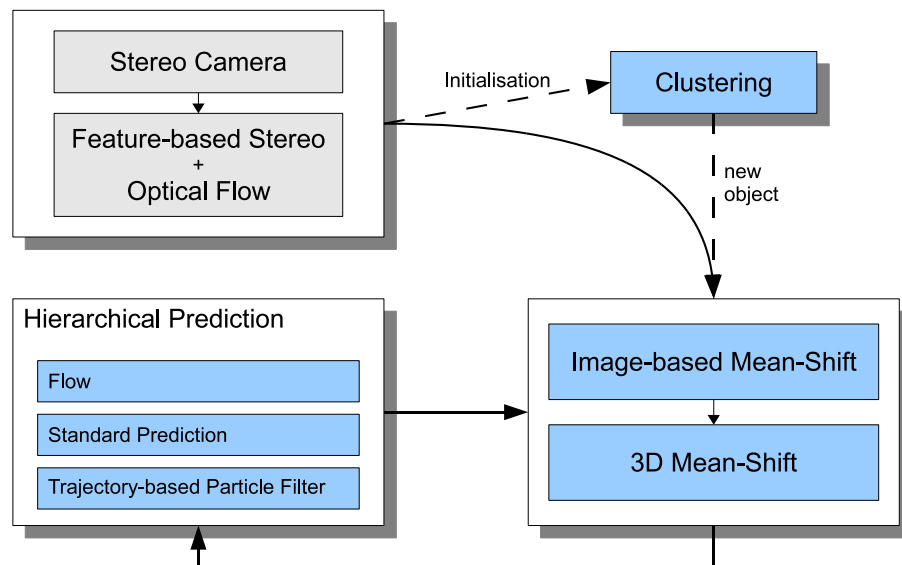 Stereo Camera
Feature-based Stereo
+
Optical Flow
Initialisation
Clustering
new
object
Hierarchical Prediction
Flow
Standard Prediction
Trajectory-based Particle Filter
Image-based Mean-Shift
3D Mean-Shift